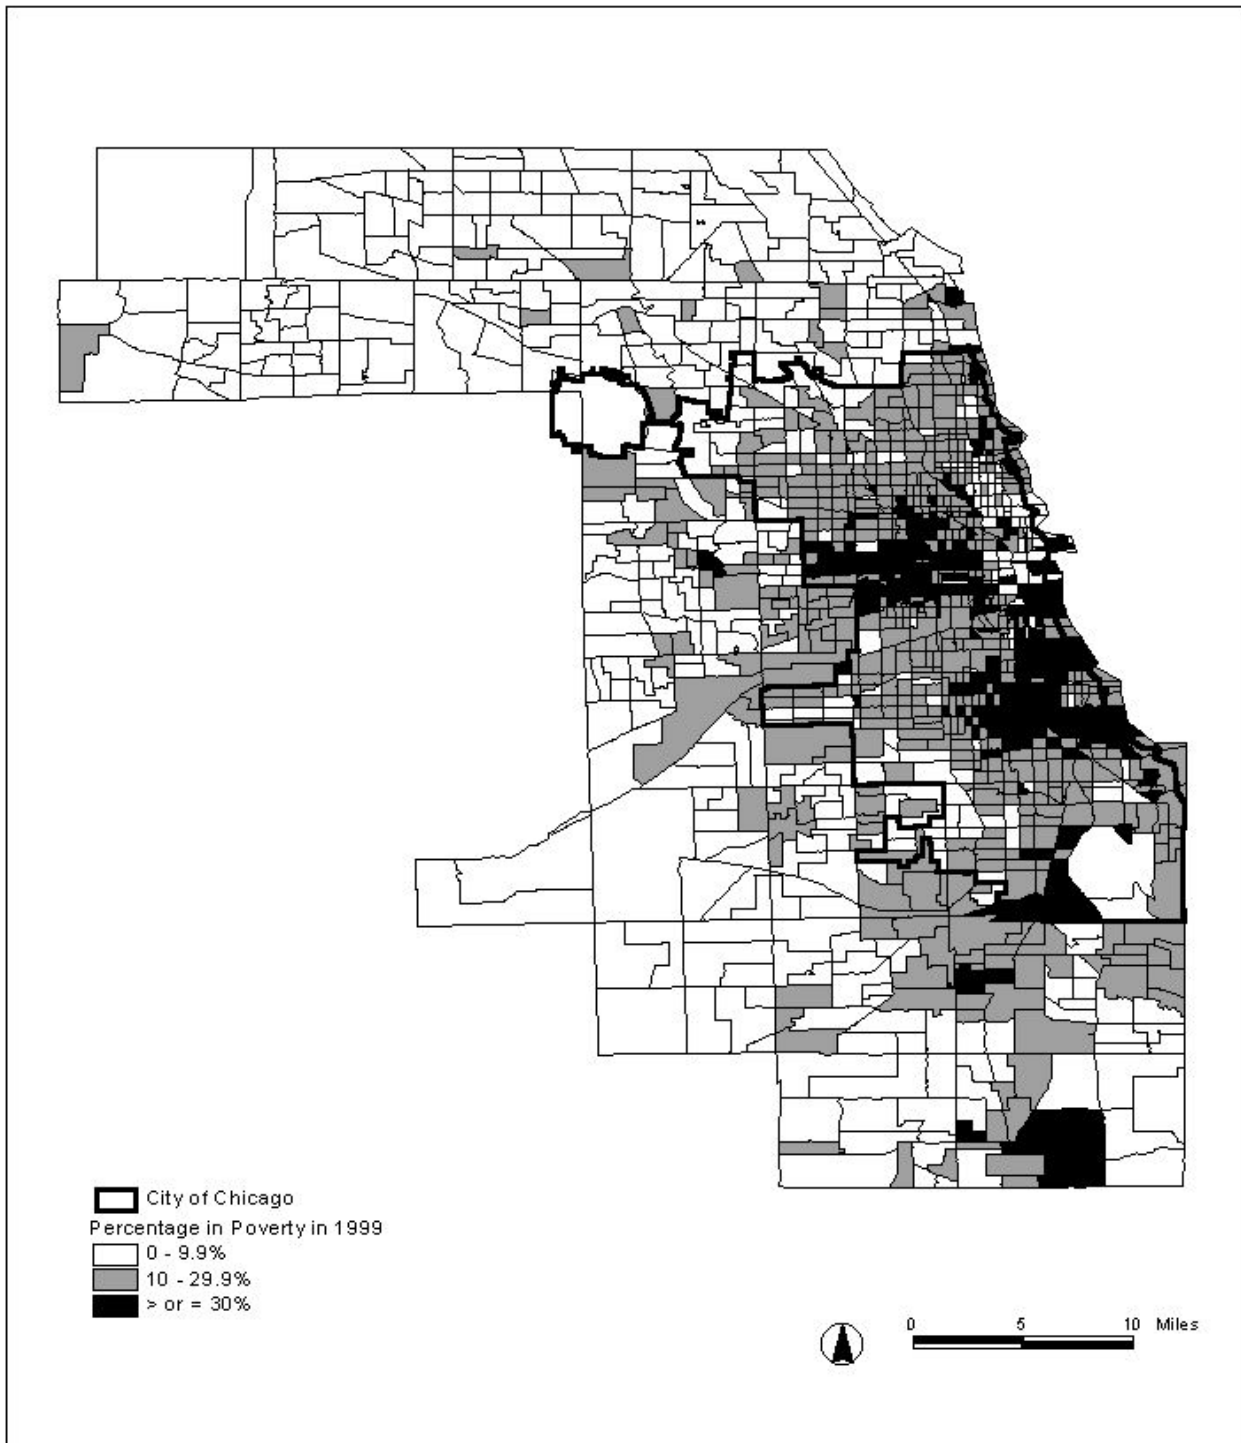 City of Chicago
Percentage in Poverty in 1999
0 - 9.9%
10 - 29.9%
> or = 30%
0 5 10 Miles